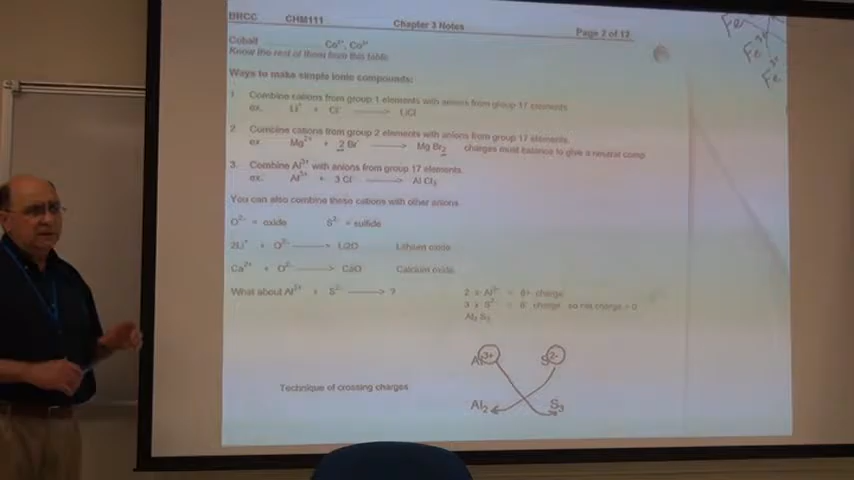 BRCC CHM111 Chapter 3 Notes Page 2 of 12
Fe
Fe³⁺
Fe²⁺
Cobalt Co²⁺, Co³⁺
Know the rest of them from this table
Ways to make simple ionic compounds:
1. Combine cations from group 1 elements with anions from group 17 elements
ex. Li⁺ + Cl⁻ → LiCl
2. Combine cations from group 2 elements with anions from group 17 elements.
ex. Mg²⁺ + 2 Br⁻ → Mg Br₂ charges must balance to give a neutral comp
3. Combine Al³⁺ with anions from group 17 elements.
ex. Al³⁺ + 3 Cl⁻ → Al Cl₃
You can also combine these cations with other anions.
O²⁻ = oxide S²⁻ = sulfide
2Li⁺ + O²⁻ → Li2O Lithium oxide
Ca²⁺ + O²⁻ → CaO Calcium oxide
What about Al³⁺ + S²⁻ → ? 2 x Al³⁺ = 6+ charge
3 x S²⁻ = 6- charge so net charge = 0
Al₂ S₃
Al 3+ S 2-
Technique of crossing charges
Al₂ S₃